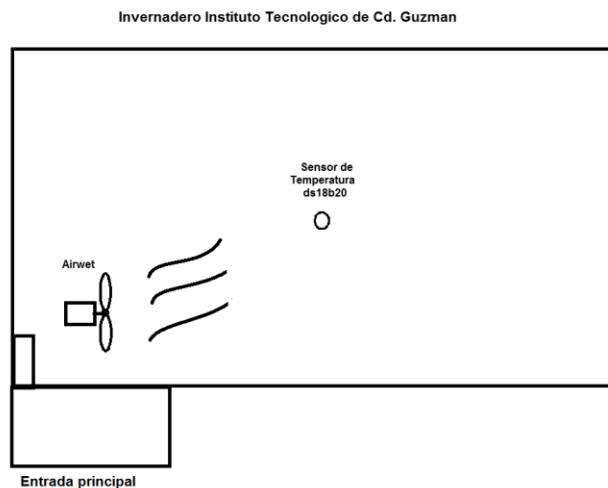 Invernadero Instituto Tecnologico de Cd. Guzman
Sensor de
Temperatura
ds18b20
Airwet
Entrada principal